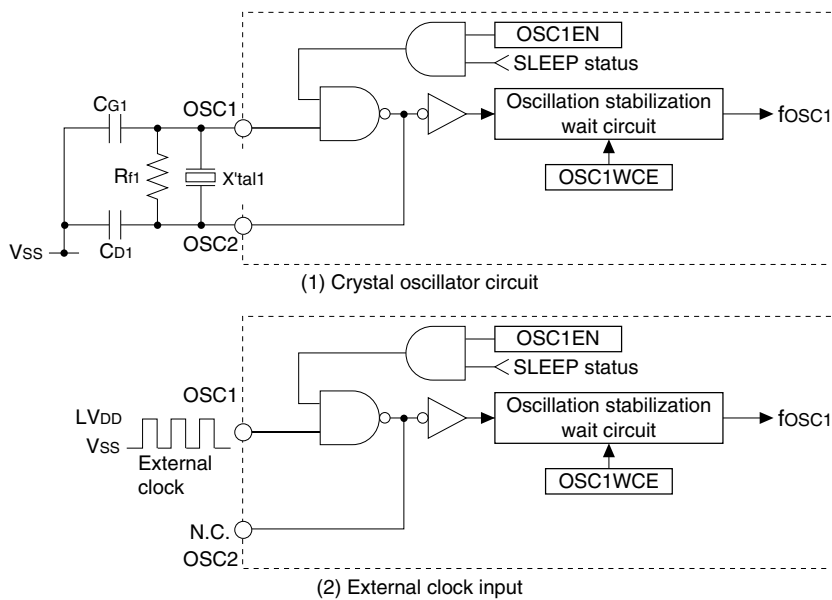 OSC1EN
SLEEP status
CG1
OSC1
Oscillation stabilization
wait circuit
fOSC1
Rf1
X'tal1
OSC1WCE
OSC2
VSS
CD1
(1) Crystal oscillator circuit
OSC1EN
SLEEP status
OSC1
LVDD
Oscillation stabilization
wait circuit
fOSC1
VSS
External
clock
OSC1WCE
N.C.
OSC2
(2) External clock input